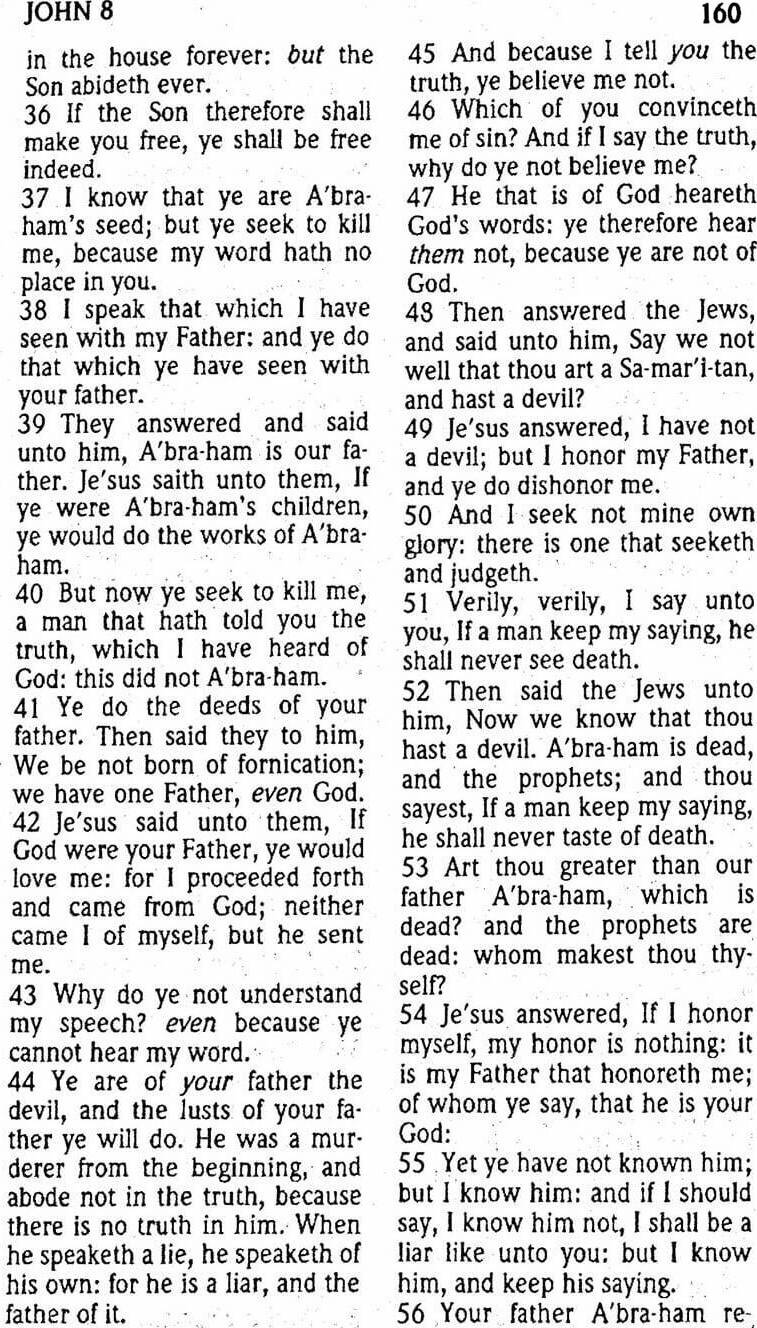 JOHN 8
160
in the house forever: but the
Son abideth ever.
36 If the Son therefore shall
make you free, ye shall be free
indeed.
37 I know that ye are A'bra-
ham's seed; but ye seek to kill
me, because my word hath no
place in you.
38 I speak that which I have
seen with my Father: and ye do
that which ye have seen with
your father.
39 They answered and said
unto him, A'bra-ham is our fa-
ther. Je'sus saith unto them, If
ye were A'bra-ham's children,
ye would do the works of A'bra-
ham.
40 But now ye seek to kill me,
a man that hath told you the
truth, which I have heard of
God: this did not A'bra-ham.
41 Ye do the deeds of your
father. Then said they to him,
We be not born of fornication;
we have one Father, even God.
42 Je'sus said unto them, If
God were your Father, ye would
love me: for I proceeded forth
and came from God; neither
came I of myself, but he sent
me.
43 Why do ye not understand
my speech? even because ye
cannot hear my word.
44 Ye are of your father the
devil, and the lusts of your fa-
ther ye will do. He was a mur-
derer from the beginning, and
abode not in the truth, because
there is no truth in him. When
he speaketh a lie, he speaketh of
his own: for he is a liar, and the
father of it.
45 And because I tell you the
truth, ye believe me not.
46 Which of you convinceth
me of sin? And if I say the truth,
why do ye not believe me?
47 He that is of God heareth
God's words: ye therefore hear
them not, because ye are not of
God.
48 Then answered the Jews,
and said unto him, Say we not
well that thou art a Sa-mar'i-tan,
and hast a devil?
49 Je'sus answered, I have not
a devil; but I honor my Father,
and ye do dishonor me.
50 And I seek not mine own
glory: there is one that seeketh
and judgeth.
51 Verily, verily, I say unto
you, If a man keep my saying, he
shall never see death.
52 Then said the Jews unto
him, Now we know that thou
hast a devil. A'bra-ham is dead,
and the prophets; and thou
sayest, If a man keep my saying,
he shall never taste of death.
53 Art thou greater than our
father A'bra-ham, which is
dead? and the prophets are
dead: whom makest thou thy-
self?
54 Je'sus answered, If I honor
myself, my honor is nothing: it
is my Father that honoreth me;
of whom ye say, that he is your
God:
55 Yet ye have not known him;
but I know him: and if I should
say, I know him not, I shall be a
liar like unto you: but I know
him, and keep his saying.
56 Your father A'bra-ham re-